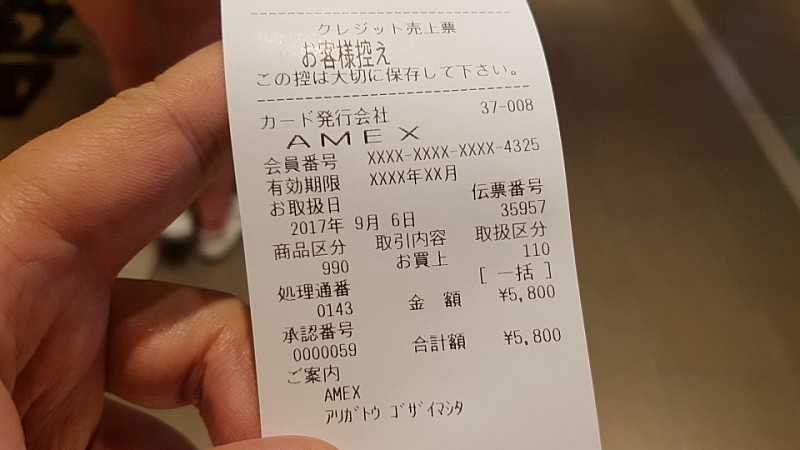 クレジット売上票
お客様控え
この控は大切に保存して下さい。
カード発行会社 37-008
AMEX
会員番号 XXXX-XXXX-XXXX-4325
有効期限 XXXX年XX月
お取扱日 伝票番号
2017年 9月 6日 35957
商品区分 取引内容 取扱区分
990 お買上 110
[ 一括 ]
処理通番 金 額 ¥5,800
0143
承認番号 合計額 ¥5,800
0000059
ご案内
AMEX
ｱﾘｶﾞﾄｳ ｺﾞｻﾞｲﾏｼﾀ